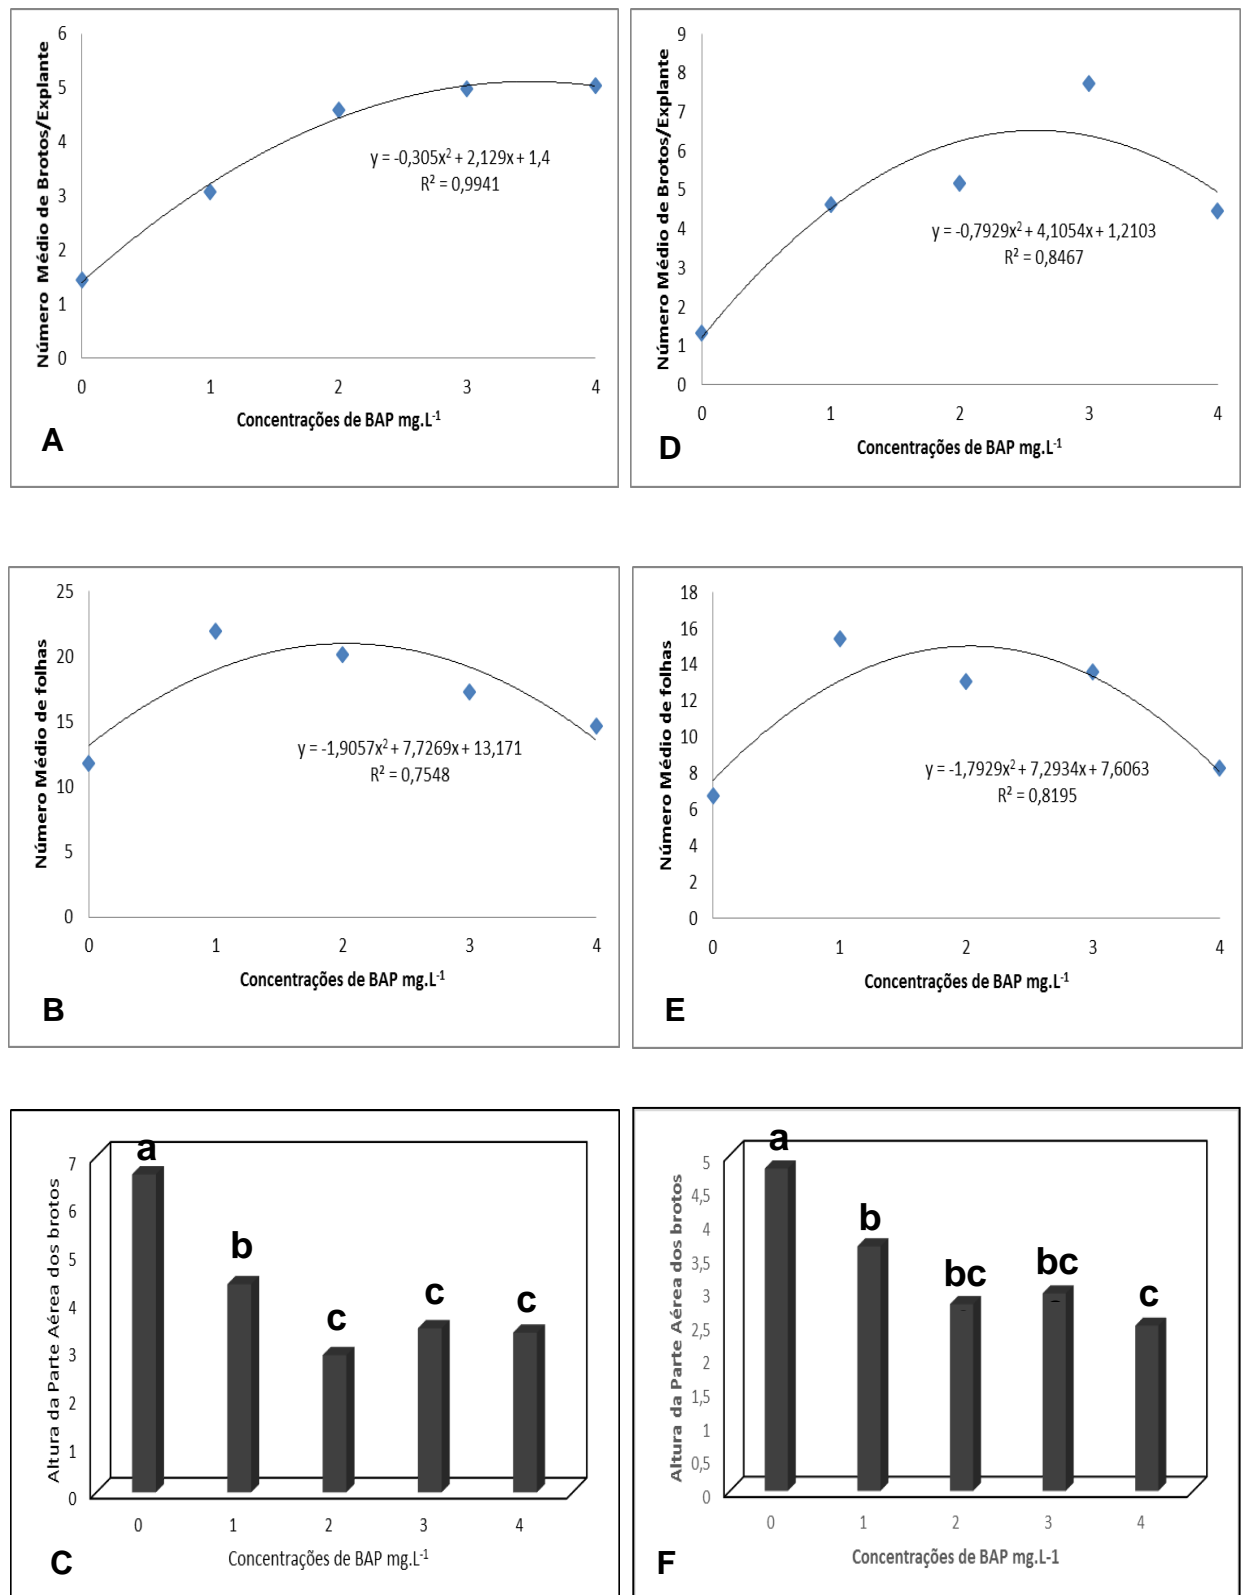 Número Médio de Brotos/Explante
6
5
4
3
2
1
0
y = -0,305x² + 2,129x + 1,4
R² = 0,9941
0 1 2 3 4
Concentrações de BAP mg.L-1
A
Número Médio de Brotos/Explante
9
8
7
6
5
4
3
2
1
0
y = -0,7929x² + 4,1054x + 1,2103
R² = 0,8467
0 1 2 3 4
Concentrações de BAP mg.L-1
D
Número Médio de folhas
25
20
15
10
5
0
y = -1,9057x² + 7,7269x + 13,171
R² = 0,7548
0 1 2 3 4
Concentrações de BAP mg.L-1
B
Número Médio de folhas
18
16
14
12
10
8
6
4
2
0
y = -1,7929x² + 7,2934x + 7,6063
R² = 0,8195
0 1 2 3 4
Concentrações de BAP mg.L-1
E
Altura da Parte Aérea dos brotos
7
6
5
4
3
2
1
0
a
b
c
c
c
0 1 2 3 4
Concentrações de BAP mg.L-1
C
Altura da Parte Aérea dos brotos
5
4,5
4
3,5
3
2,5
2
1,5
1
0,5
0
a
b
bc
bc
c
0 1 2 3 4
Concentrações de BAP mg.L-1
F